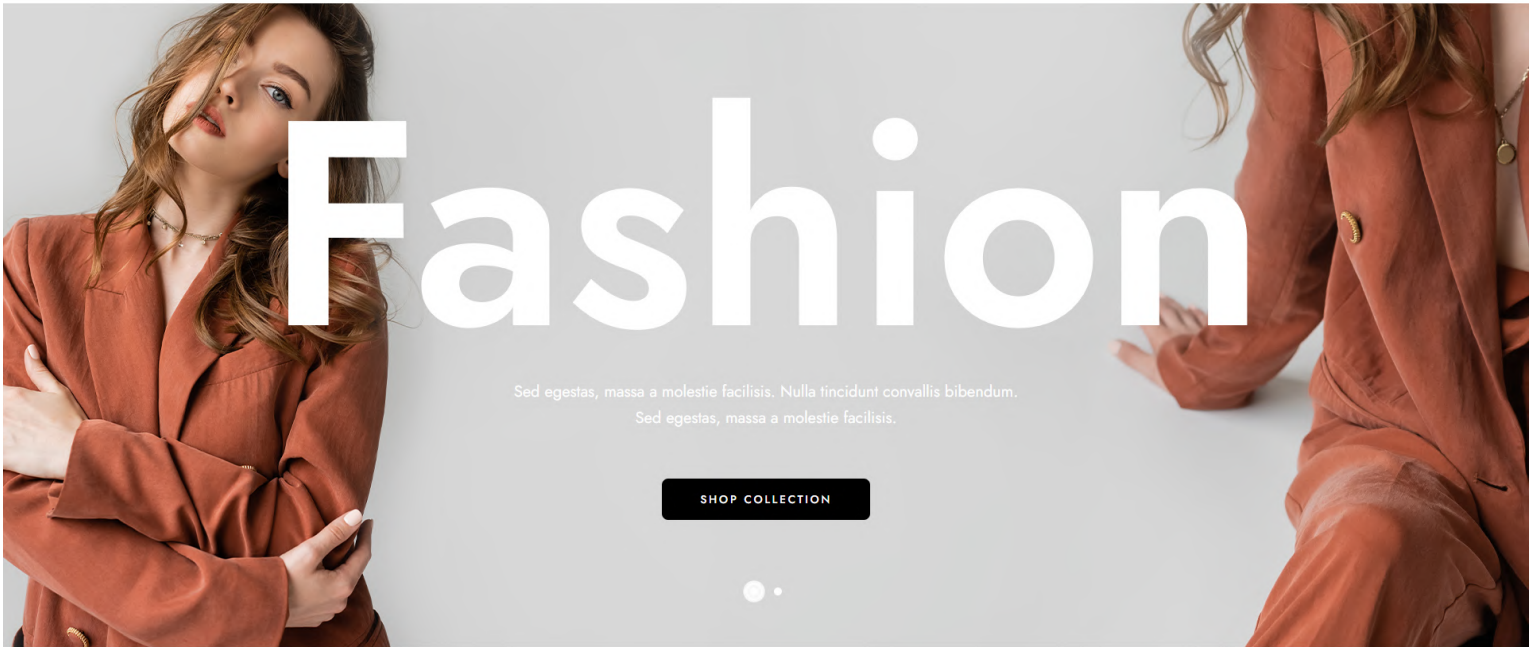 Fashion
Sed egestas, massa a molestie facilisis. Nulla tincidunt convallis bibendum.
Sed egestas, massa a molestie facilisis.
SHOP COLLECTION